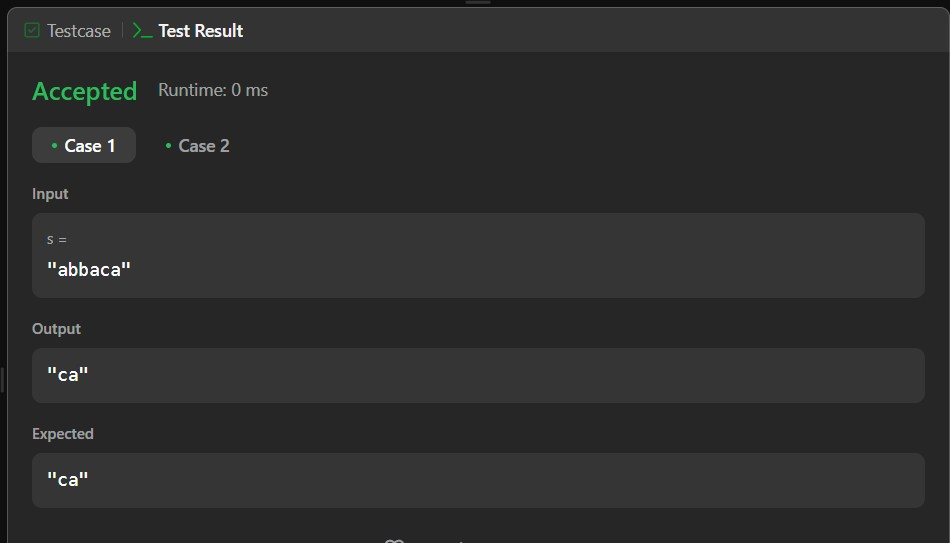 Testcase >_ Test Result
Accepted Runtime: 0 ms
• Case 1 • Case 2
Input
s =
"abbaca"
Output
"ca"
Expected
"ca"